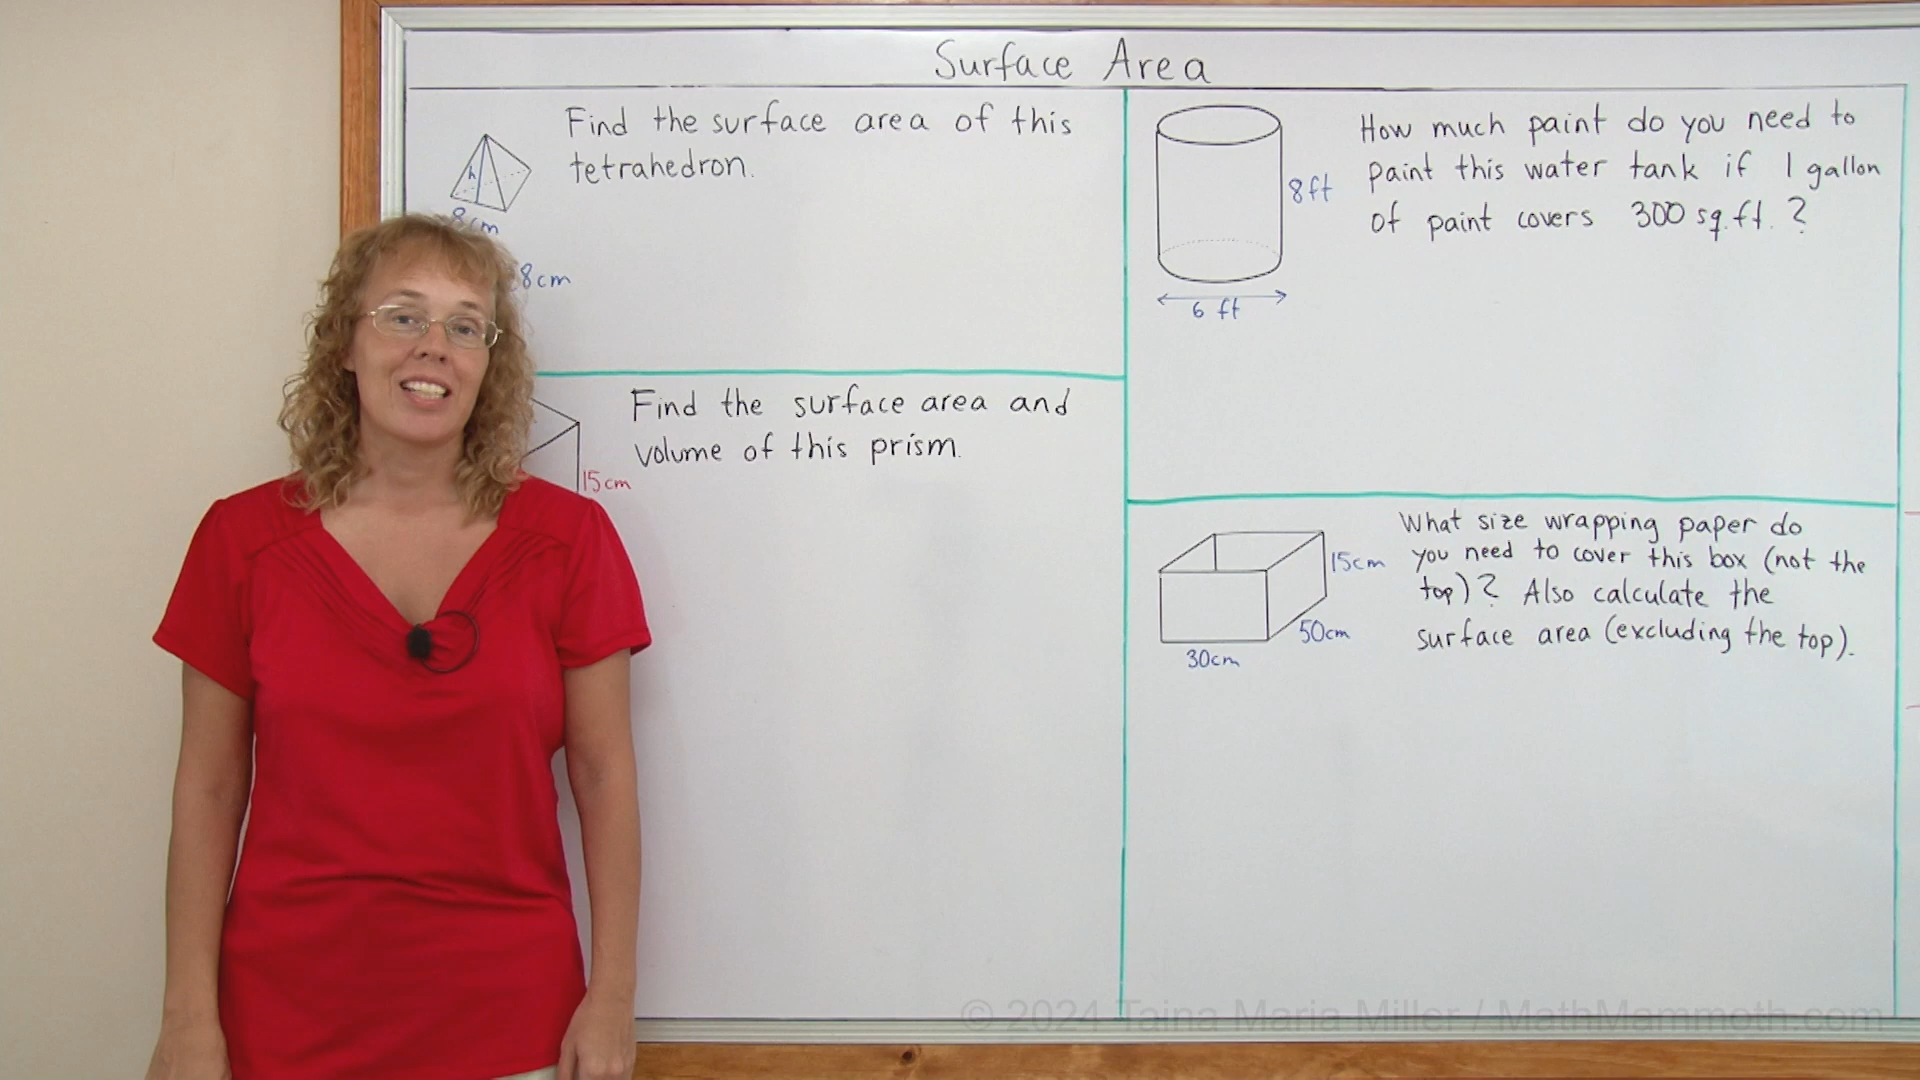 Surface Area
Find the surface area of this
tetrahedron.
h
8cm
8cm
Find the surface area and
volume of this prism.
15cm
How much paint do you need to
paint this water tank if 1 gallon
of paint covers 300 sq.ft.?
8ft
6 ft
What size wrapping paper do
you need to cover this box (not the
top)? Also calculate the
surface area (excluding the top).
15cm
50cm
30cm
© 2024 Taina Maria Miller / MathMammoth.com